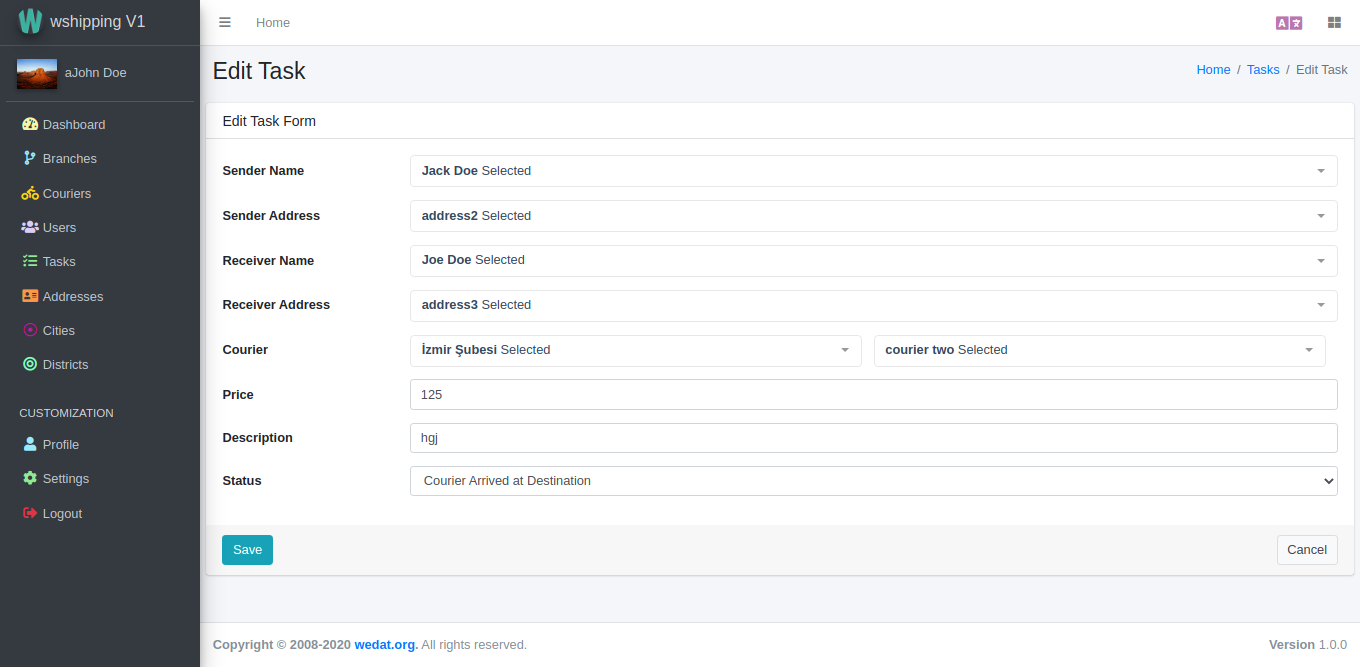 wshipping V1
Home
aJohn Doe
Edit Task
Home / Tasks / Edit Task
Dashboard
Branches
Couriers
Users
Tasks
Addresses
Cities
Districts
CUSTOMIZATION
Profile
Settings
Logout
Edit Task Form
Sender Name
Jack Doe Selected
Sender Address
address2 Selected
Receiver Name
Joe Doe Selected
Receiver Address
address3 Selected
Courier
İzmir Şubesi Selected
courier two Selected
Price
125
Description
hgj
Status
Courier Arrived at Destination
Save
Cancel
Copyright © 2008-2020 wedat.org. All rights reserved.
Version 1.0.0